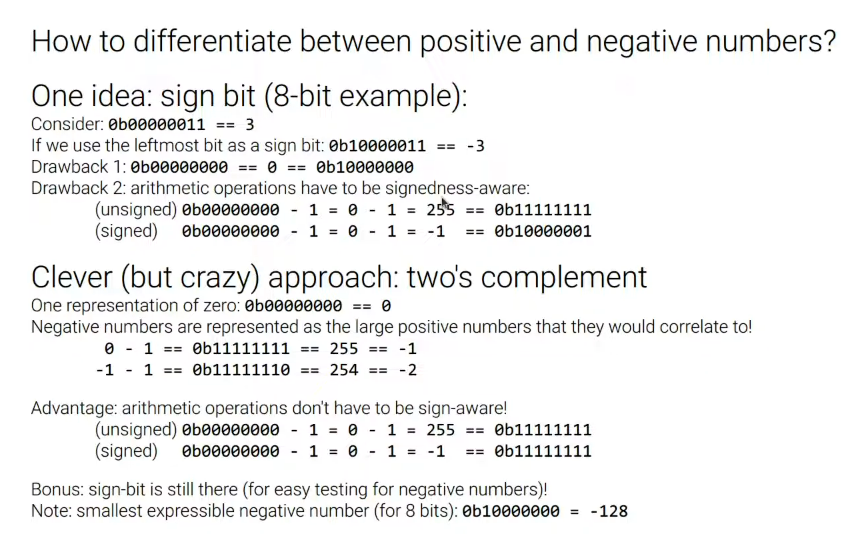 How to differentiate between positive and negative numbers?
One idea: sign bit (8-bit example):
Consider: 0b00000011 == 3
If we use the leftmost bit as a sign bit: 0b10000011 == -3
Drawback 1: 0b00000000 == 0 == 0b10000000
Drawback 2: arithmetic operations have to be signedness-aware:
(unsigned) 0b00000000 - 1 = 0 - 1 = 255 == 0b11111111
(signed) 0b00000000 - 1 = 0 - 1 = -1 == 0b10000001
Clever (but crazy) approach: two's complement
One representation of zero: 0b00000000 == 0
Negative numbers are represented as the large positive numbers that they would correlate to!
0 - 1 == 0b11111111 == 255 == -1
-1 - 1 == 0b11111110 == 254 == -2
Advantage: arithmetic operations don't have to be sign-aware!
(unsigned) 0b00000000 - 1 = 0 - 1 = 255 == 0b11111111
(signed) 0b00000000 - 1 = 0 - 1 = -1 == 0b11111111
Bonus: sign-bit is still there (for easy testing for negative numbers)!
Note: smallest expressible negative number (for 8 bits): 0b10000000 = -128